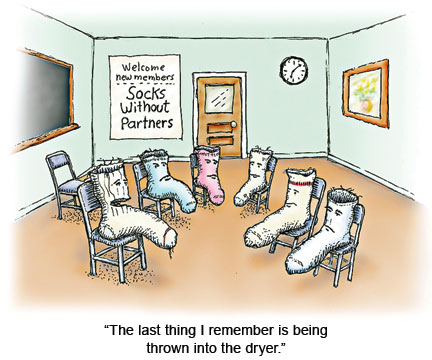 Welcome
new members
Socks
Without
Partners
“The last thing I remember is being
thrown into the dryer.”